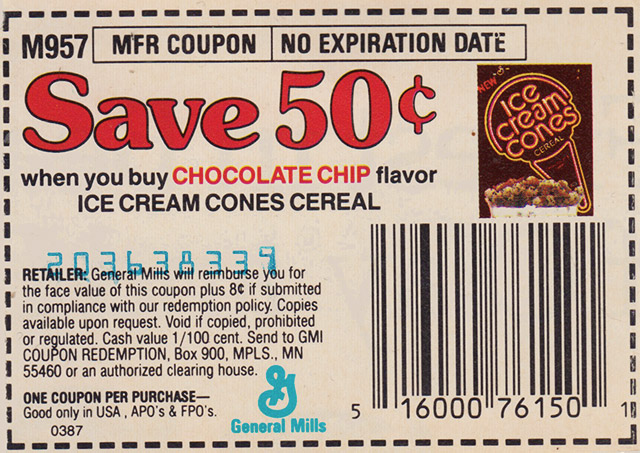 M957 MFR COUPON NO EXPIRATION DATE
Save 50¢
NEW
Ice
cream
cones
CEREAL
when you buy CHOCOLATE CHIP flavor
ICE CREAM CONES CEREAL
203638339
RETAILER: General Mills will reimburse you for
the face value of this coupon plus 8¢ if submitted
in compliance with our redemption policy. Copies
available upon request. Void if copied, prohibited
or regulated. Cash value 1/100 cent. Send to GMI
COUPON REDEMPTION, Box 900, MPLS., MN
55460 or an authorized clearing house.
ONE COUPON PER PURCHASE—
Good only in USA , APO's & FPO's.
0387
General Mills
5 16000 76150 1